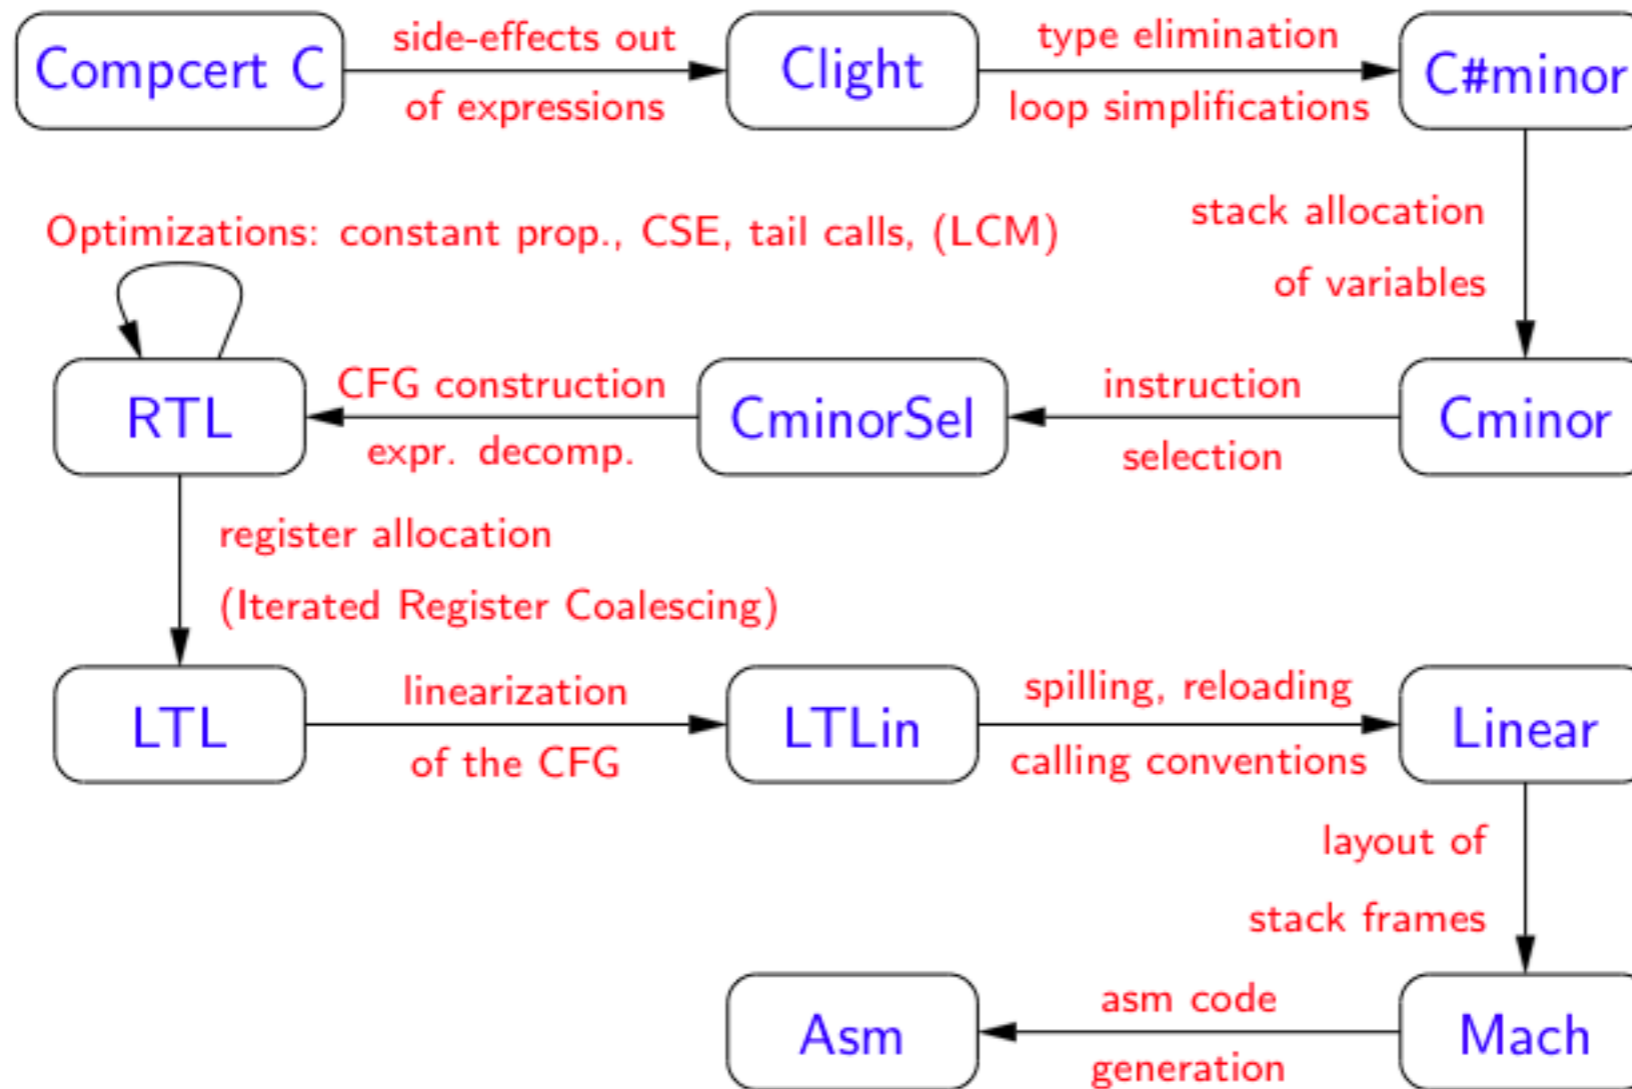 Compcert C
side-effects out
of expressions
Clight
type elimination
loop simplifications
C#minor
stack allocation
of variables
Optimizations: constant prop., CSE, tail calls, (LCM)
RTL
CFG construction
expr. decomp.
CminorSel
instruction
selection
Cminor
register allocation
(Iterated Register Coalescing)
LTL
linearization
of the CFG
LTLin
spilling, reloading
calling conventions
Linear
layout of
stack frames
Asm
asm code
generation
Mach